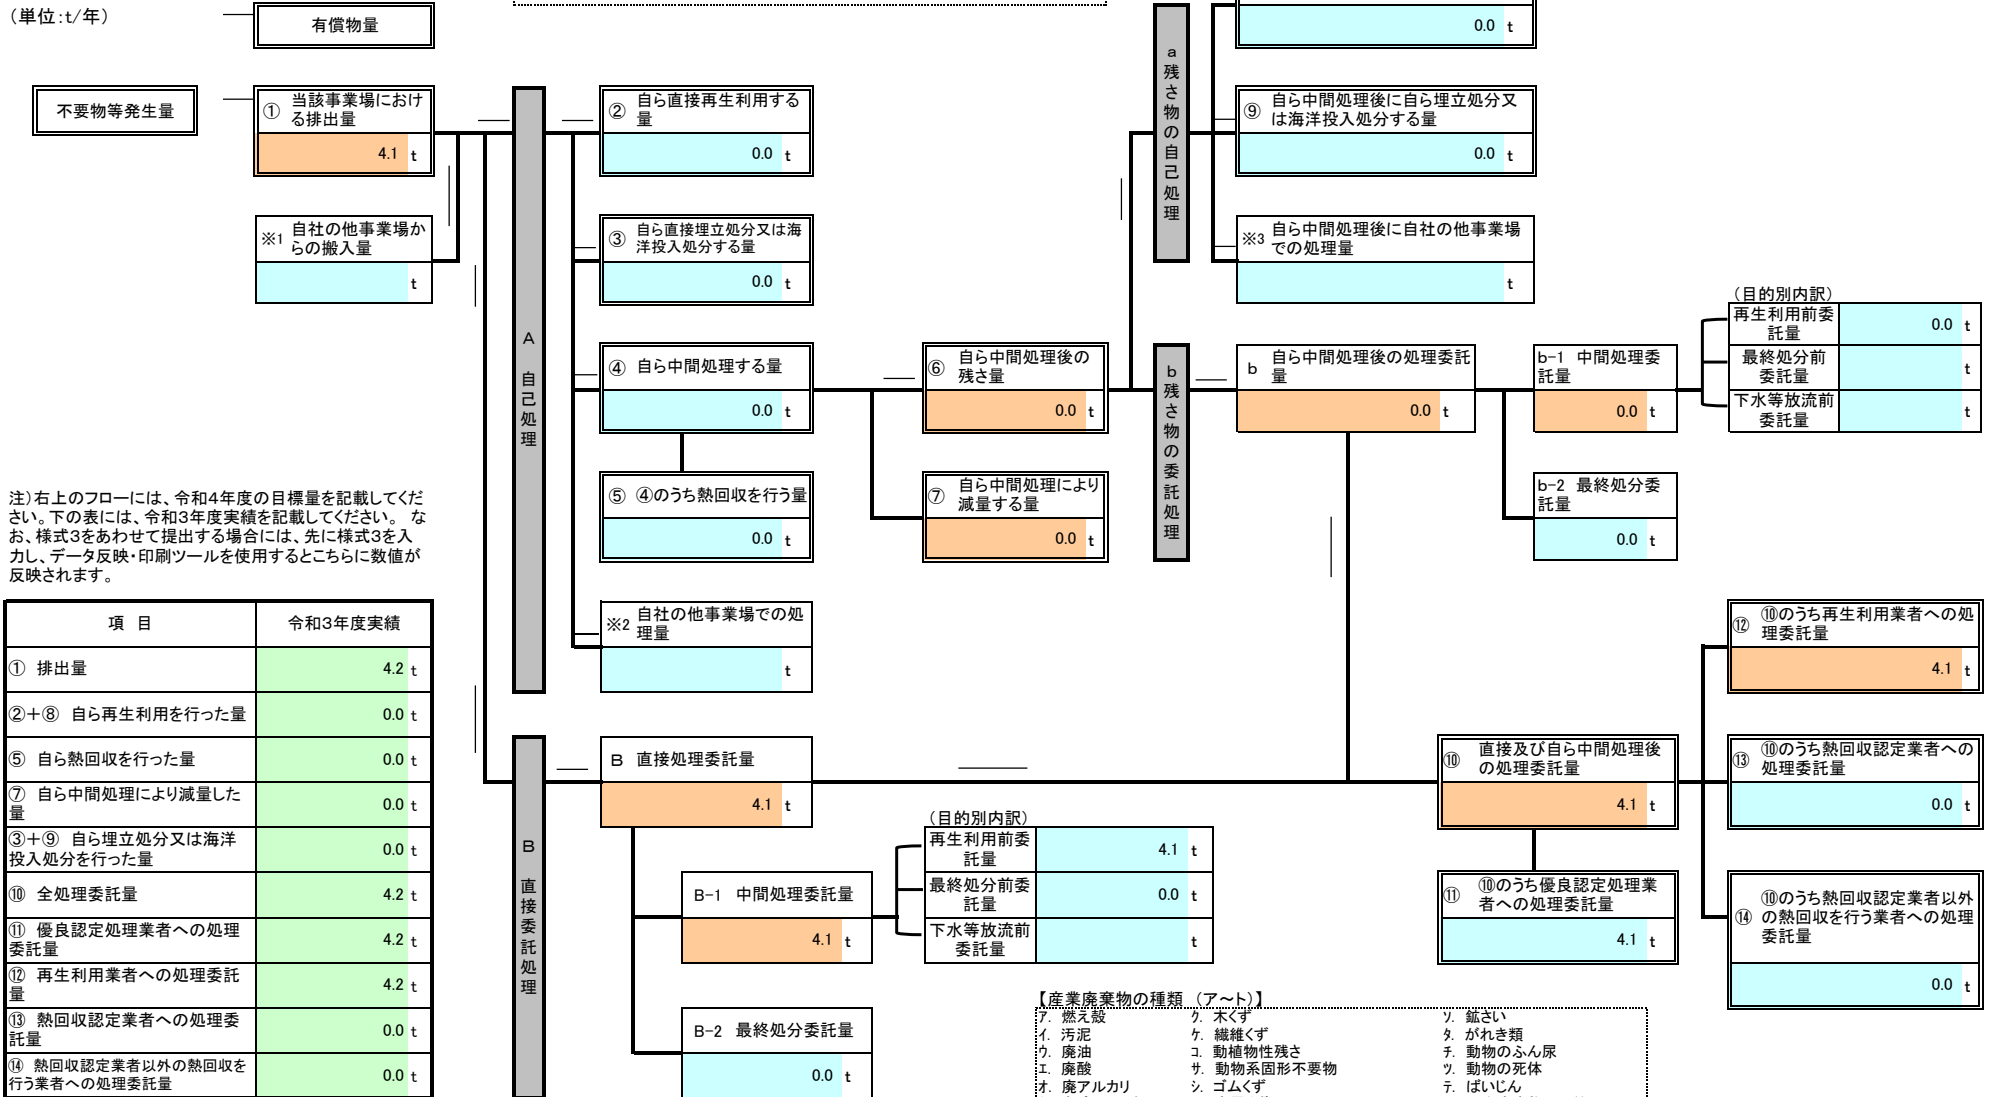 （単位：t/年）
有償物量
0.0 t
不要物等発生量
① 当該事業場におけ
る排出量
4.1 t
※1 自社の他事業場か
らの搬入量
t
A 自己処理
② 自ら直接再生利用する
量
0.0 t
③ 自ら直接埋立処分又は海
洋投入処分する量
0.0 t
④ 自ら中間処理する量
0.0 t
⑤ ④のうち熱回収を行う量
0.0 t
※2 自社の他事業場での処
理量
t
⑥ 自ら中間処理後の
残さ量
0.0 t
⑦ 自ら中間処理により
減量する量
0.0 t
a 残さ物の自己処理
⑨ 自ら中間処理後に自ら埋立処分又
は海洋投入処分する量
0.0 t
※3 自ら中間処理後に自社の他事業場
での処理量
t
b 残さ物の委託処理
b 自ら中間処理後の処理委託
量
0.0 t
b-1 中間処理委
託量
0.0 t
b-2 最終処分委
託量
0.0 t
（目的別内訳）
再生利用前委
託量
0.0 t
最終処分前
委託量
t
下水等放流前
委託量
t
注）右上のフローには、令和4年度の目標量を記載してくだ
さい。下の表には、令和3年度実績を記載してください。 な
お、様式3をあわせて提出する場合には、先に様式3を入
力し、データ反映・印刷ツールを使用するとこちらに数値が
反映されます。
項 目 令和3年度実績
① 排出量 4.2 t
②＋⑧ 自ら再生利用を行った量 0.0 t
⑤ 自ら熱回収を行った量 0.0 t
⑦ 自ら中間処理により減量した
量 0.0 t
③＋⑨ 自ら埋立処分又は海洋
投入処分を行った量 0.0 t
⑩ 全処理委託量 4.2 t
⑪ 優良認定処理業者への処理
委託量 4.2 t
⑫ 再生利用業者への処理委託
量 4.2 t
⑬ 熱回収認定業者への処理委
託量 0.0 t
⑭ 熱回収認定業者以外の熱回収を
行う業者への処理委託量 0.0 t
B 直接委託処理
B 直接処理委託量
4.1 t
B-1 中間処理委託量
4.1 t
B-2 最終処分委託量
0.0 t
（目的別内訳）
再生利用前委
託量
4.1 t
最終処分前委
託量
0.0 t
下水等放流前
委託量
t
⑩ 直接及び自ら中間処理後
の処理委託量
4.1 t
⑪ ⑩のうち優良認定処理業
者への処理委託量
4.1 t
⑫ ⑩のうち再生利用業者への処
理委託量
4.1 t
⑬ ⑩のうち熱回収認定業者への
処理委託量
0.0 t
⑭ ⑩のうち熱回収認定業者以外
の熱回収を行う業者への処理
委託量
0.0 t
【産業廃棄物の種類 （ア～ト）】
ア. 燃え殻 ク. 木くず ソ. 鉱さい
イ. 汚泥 ケ. 繊維くず タ. がれき類
ウ. 廃油 コ. 動植物性残さ チ. 動物のふん尿
エ. 廃酸 サ. 動物系固形不要物 ツ. 動物の死体
オ. 廃アルカリ シ. ゴムくず テ. ばいじん